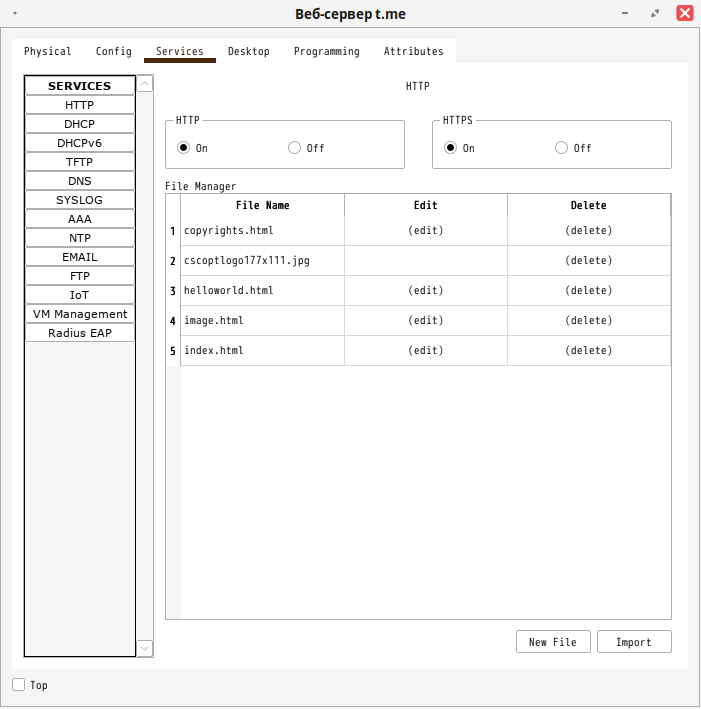 Веб-сервер t.me
Physical Config Services Desktop Programming Attributes
SERVICES
HTTP
DHCP
DHCPv6
TFTP
DNS
SYSLOG
AAA
NTP
EMAIL
FTP
IoT
VM Management
Radius EAP
HTTP
HTTP
On Off
HTTPS
On Off
File Manager
File Name Edit Delete
1 copyrights.html (edit) (delete)
2 cscoptlogo177x111.jpg (delete)
3 helloworld.html (edit) (delete)
4 image.html (edit) (delete)
5 index.html (edit) (delete)
New File Import
Top